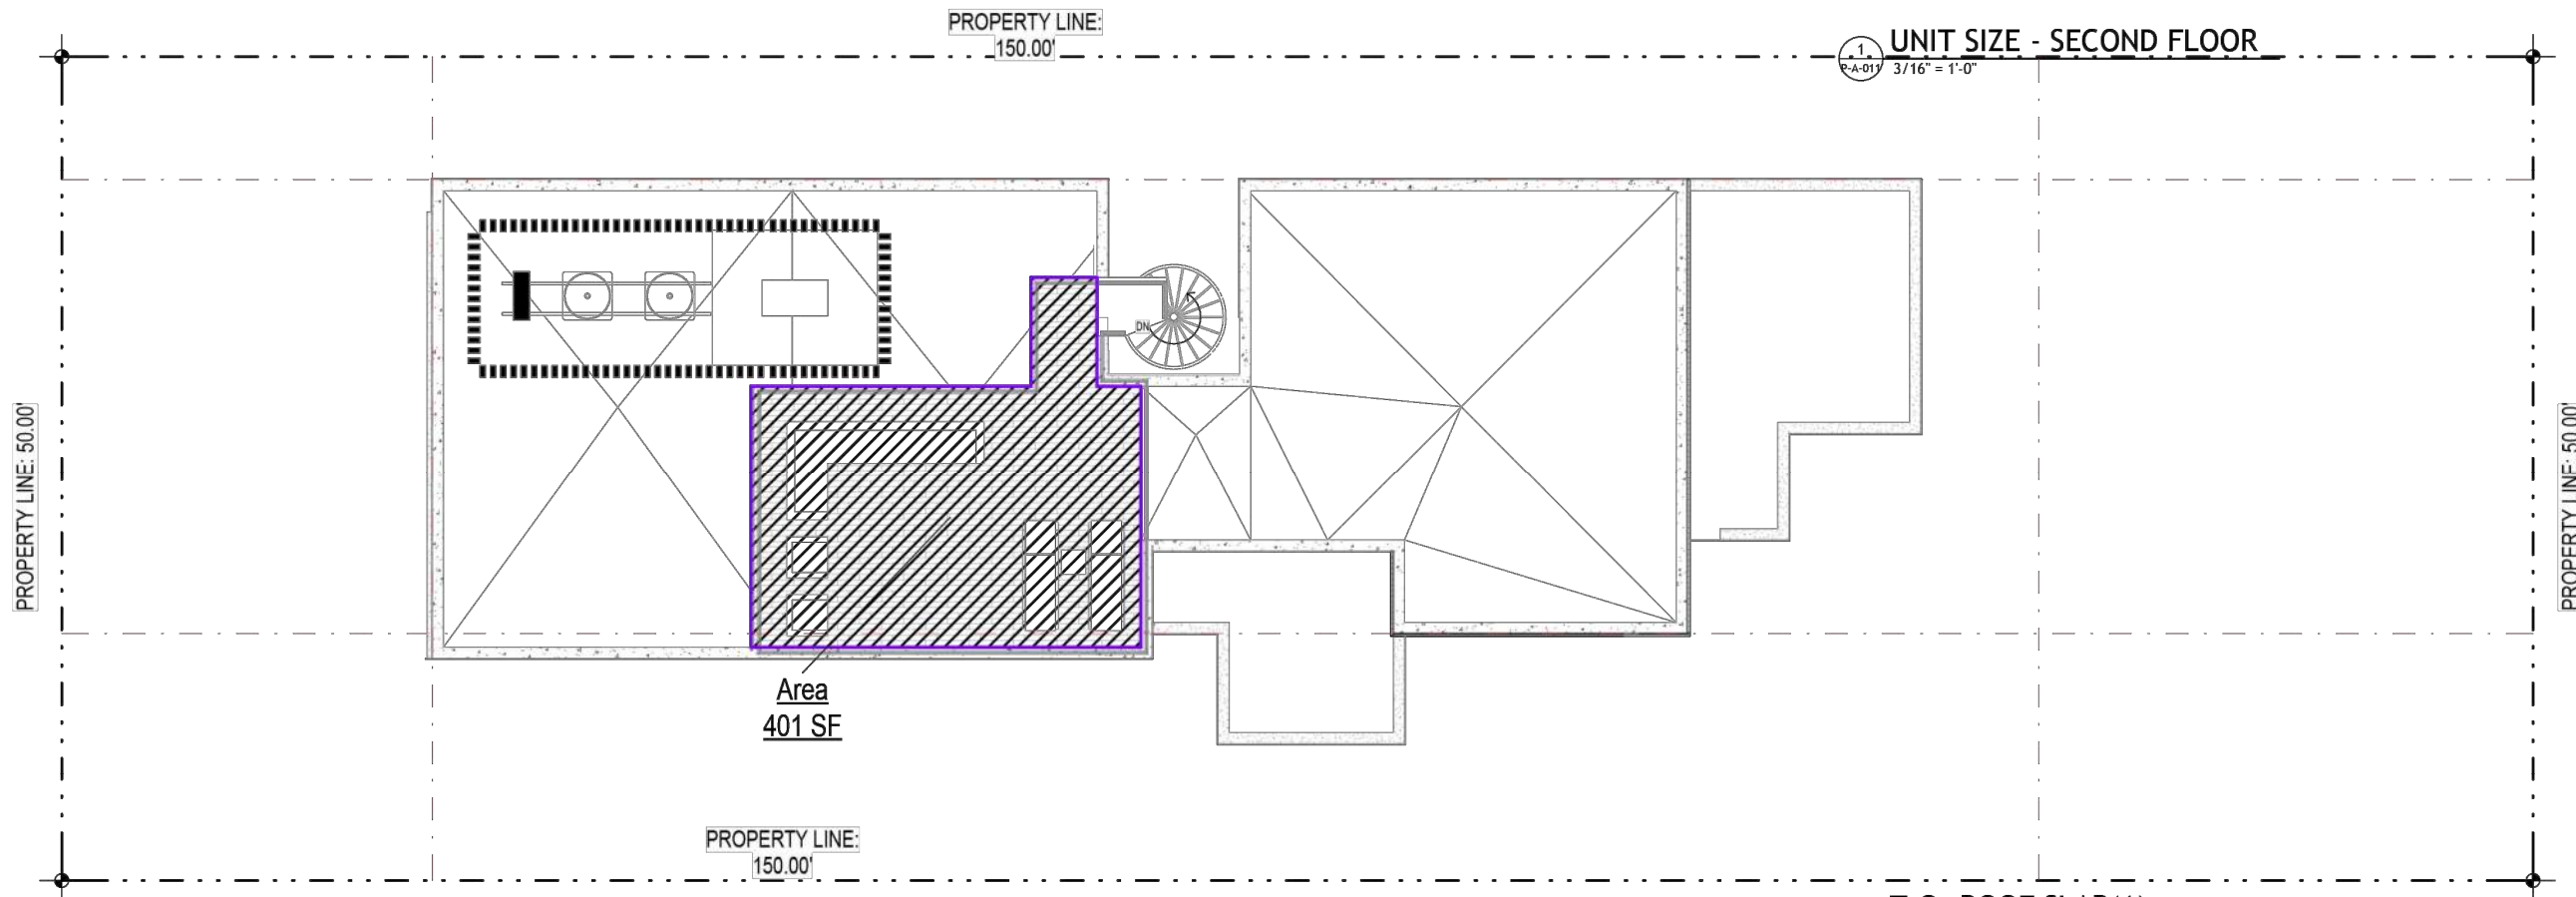 PROPERTY LINE:
150.00'
1
P-A-011
UNIT SIZE - SECOND FLOOR
3/16" = 1'-0"
DN
PROPERTY LINE: 50.00'
PROPERTY LINE: 50.00'
Area
401 SF
PROPERTY LINE:
150.00'